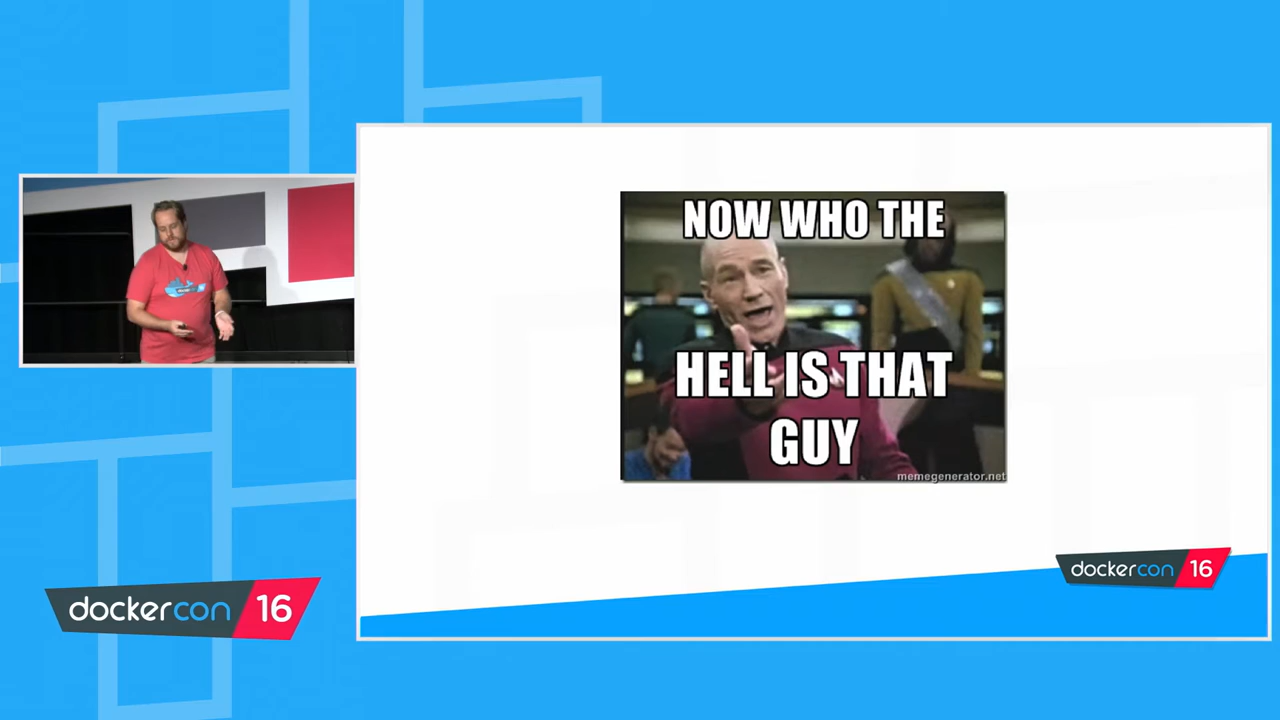 NOW WHO THE
HELL IS THAT
GUY
memegenerator.net
dockercon 16
dockercon 16